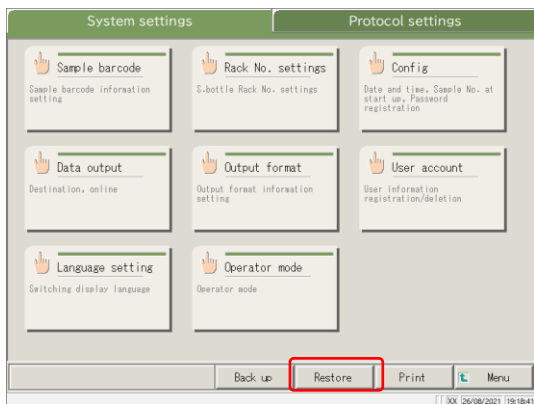 System settings
Protocol settings
Sample barcode
Sample barcode information
setting
Rack No. settings
S.bottle Rack No. settings
Config
Date and time, Sample No. at
start up, Password
registration
Data output
Destination, online
Output format
Output format information
setting
User account
User information
registration/deletion
Language setting
Switching display language
Operator mode
Operator mode
Back up
Restore
Print
Menu
XX 26/08/2021 19:18:41